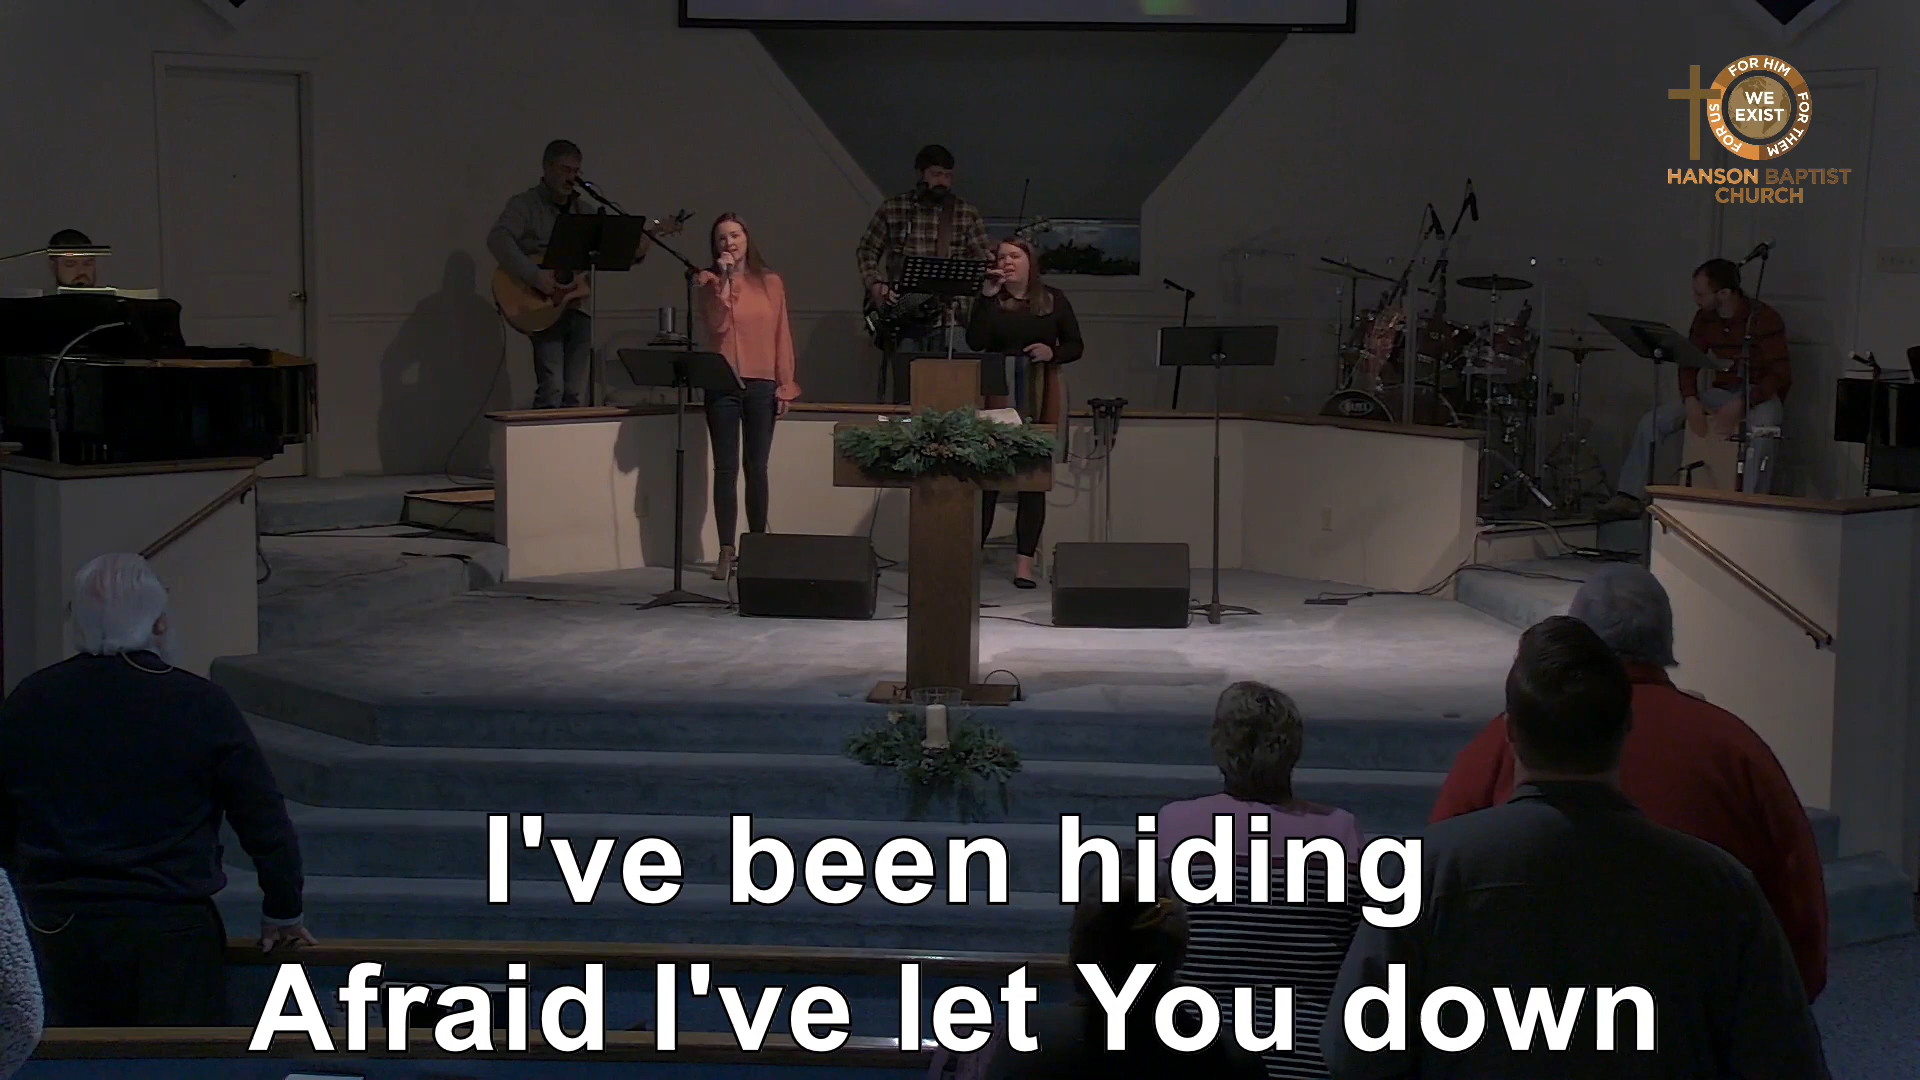 FOR HIM
FOR THEM
FOR US
WE
EXIST
HANSON BAPTIST
CHURCH
I've been hiding
Afraid I've let You down